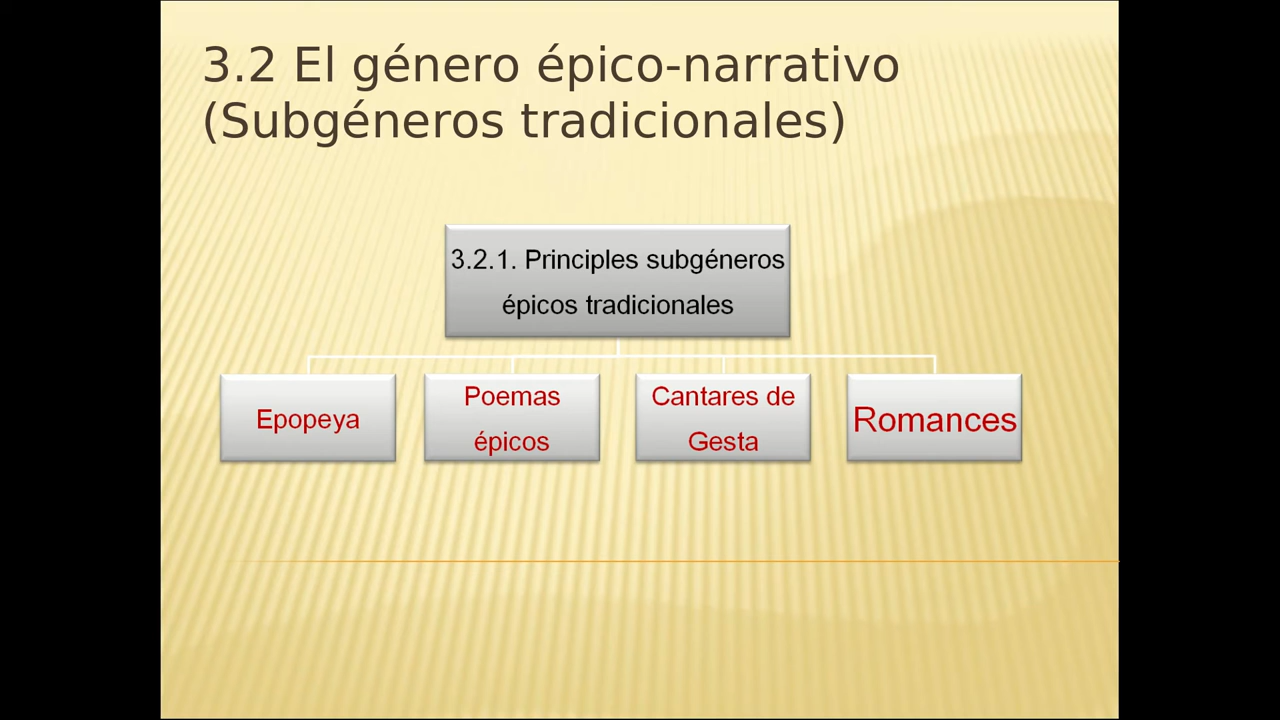 3.2 El género épico-narrativo
(Subgéneros tradicionales)
3.2.1. Principles subgéneros
épicos tradicionales
Epopeya
Poemas
épicos
Cantares de
Gesta
Romances